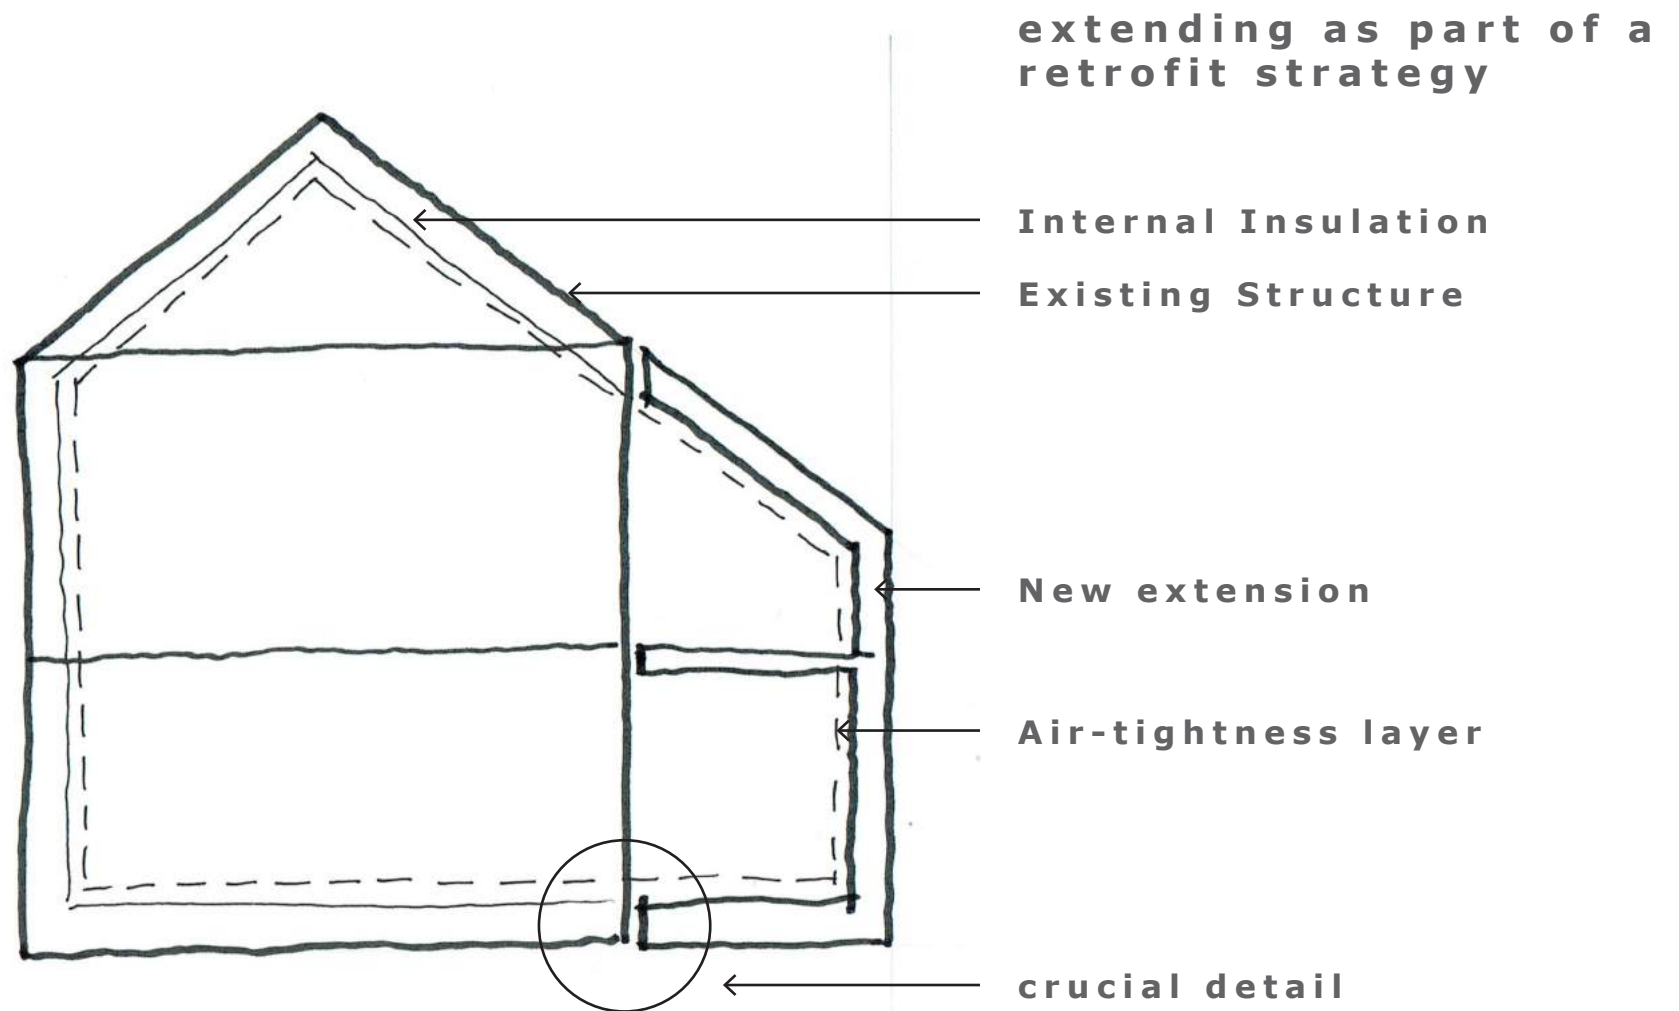 extending as part of a
retrofit strategy
Internal Insulation
Existing Structure
New extension
Air-tightness layer
crucial detail